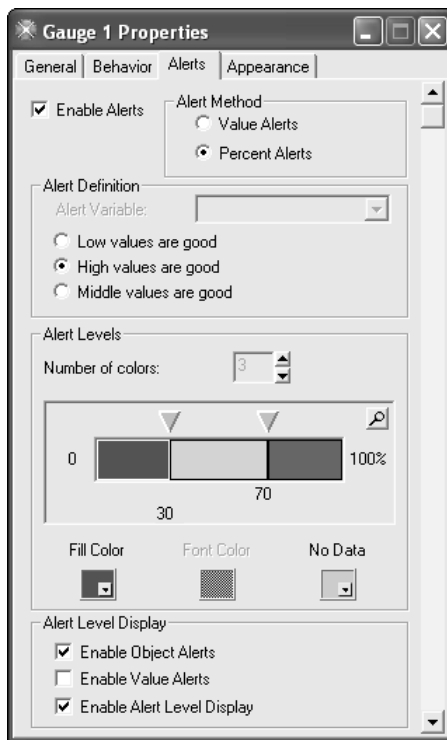 Gauge 1 Properties
General Behavior Alerts Appearance
Enable Alerts
Alert Method
Value Alerts
Percent Alerts
Alert Definition
Alert Variable:
Low values are good
High values are good
Middle values are good
Alert Levels
Number of colors: 3
0 100%
70
30
Fill Color Font Color No Data
Alert Level Display
Enable Object Alerts
Enable Value Alerts
Enable Alert Level Display